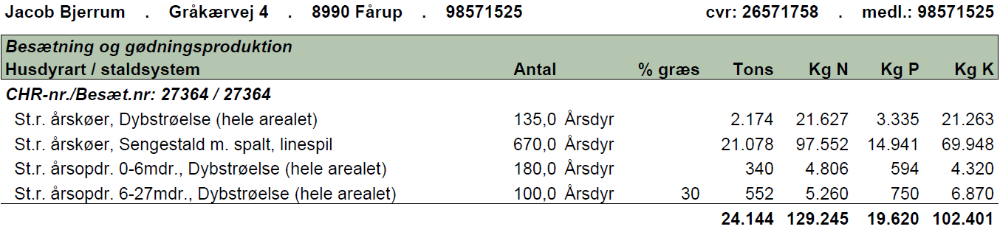 Jacob Bjerrum . Gråkærvej 4 . 8990 Fårup . 98571525 cvr: 26571758 . medl.: 98571525
Besætning og gødningsproduktion
Husdyrart / staldsystem Antal % græs Tons Kg N Kg P Kg K
CHR-nr./Besæt.nr: 27364 / 27364
St.r. årskøer, Dybstrøelse (hele arealet) 135,0 Årsdyr 2.174 21.627 3.335 21.263
St.r. årskøer, Sengestald m. spalt, linespil 670,0 Årsdyr 21.078 97.552 14.941 69.948
St.r. årsopdr. 0-6mdr., Dybstrøelse (hele arealet) 180,0 Årsdyr 340 4.806 594 4.320
St.r. årsopdr. 6-27mdr., Dybstrøelse (hele arealet) 100,0 Årsdyr 30 552 5.260 750 6.870
24.144 129.245 19.620 102.401